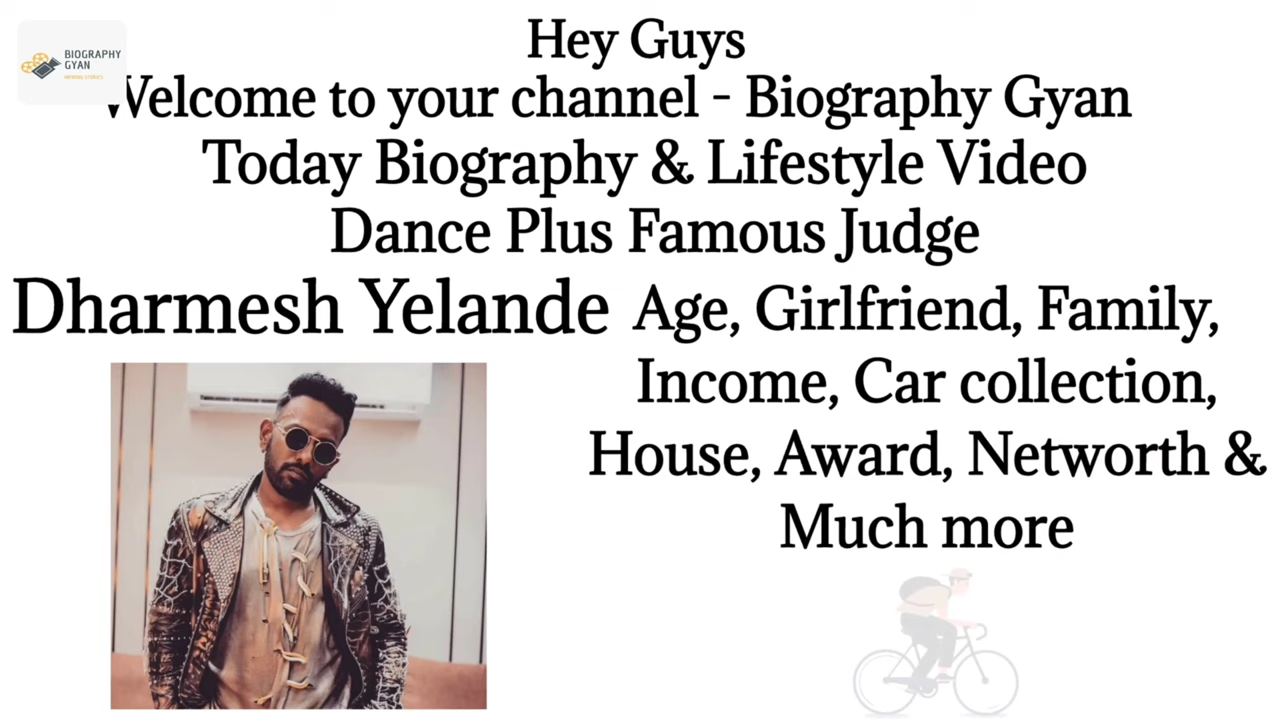 Hey Guys
BIOGRAPHY
GYAN
Welcome to your channel - Biography Gyan
Today Biography & Lifestyle Video
Dance Plus Famous Judge
Dharmesh Yelande Age, Girlfriend, Family,
Income, Car collection,
House, Award, Networth &
Much more